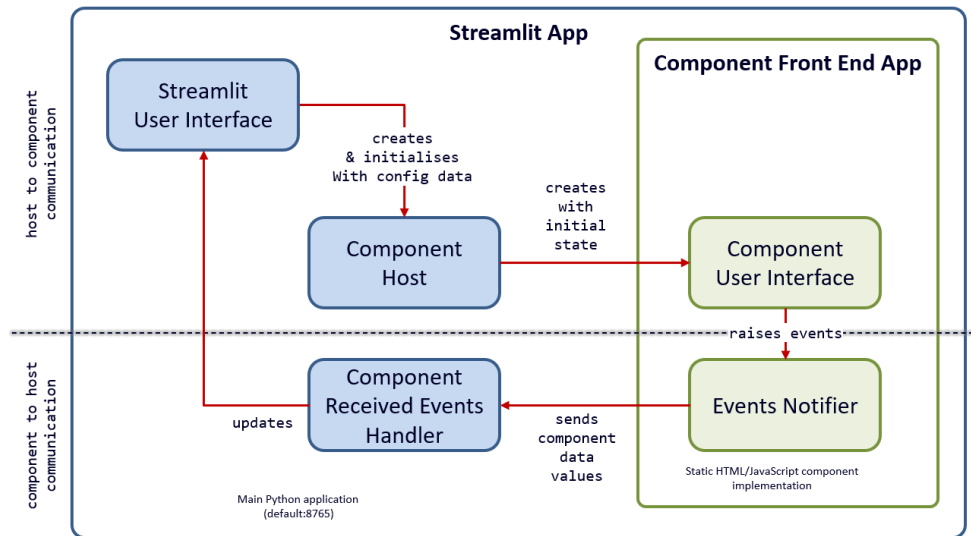 Streamlit App
Component Front End App
host to component
communication
Streamlit
User Interface
creates
& initialises
With config data
creates
with
initial
state
Component
Host
Component
User Interface
raises events
component to host
communication
Component
Received Events
Handler
Events Notifier
updates
sends
component
data
values
Static HTML/JavaScript component
implementation
Main Python application
(default:8765)